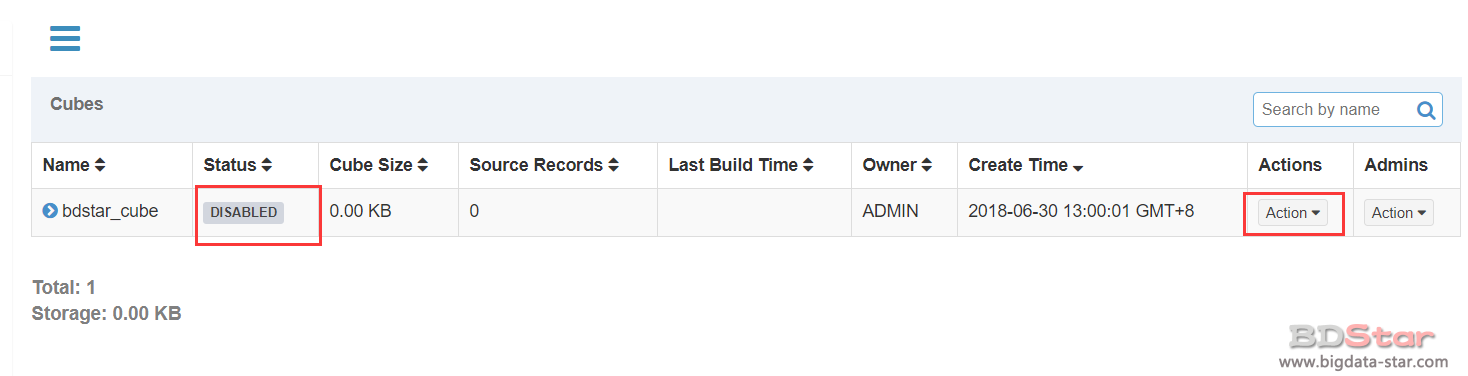 Cubes
Search by name
Name Status Cube Size Source Records Last Build Time Owner Create Time Actions Admins
bdstar_cube DISABLED 0.00 KB 0 ADMIN 2018-06-30 13:00:01 GMT+8 Action Action
Total: 1
Storage: 0.00 KB
BDStar
www.bigdata-star.com